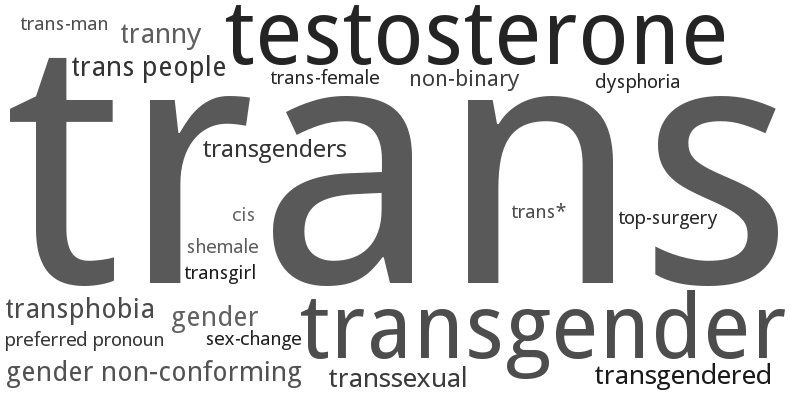 trans-man
tranny
testosterone
trans people
trans-female
non-binary
dysphoria
trans
transgenders
cis
trans*
top-surgery
shemale
transgirl
transphobia
gender
transgender
preferred pronoun
sex-change
gender non-conforming
transsexual
transgendered